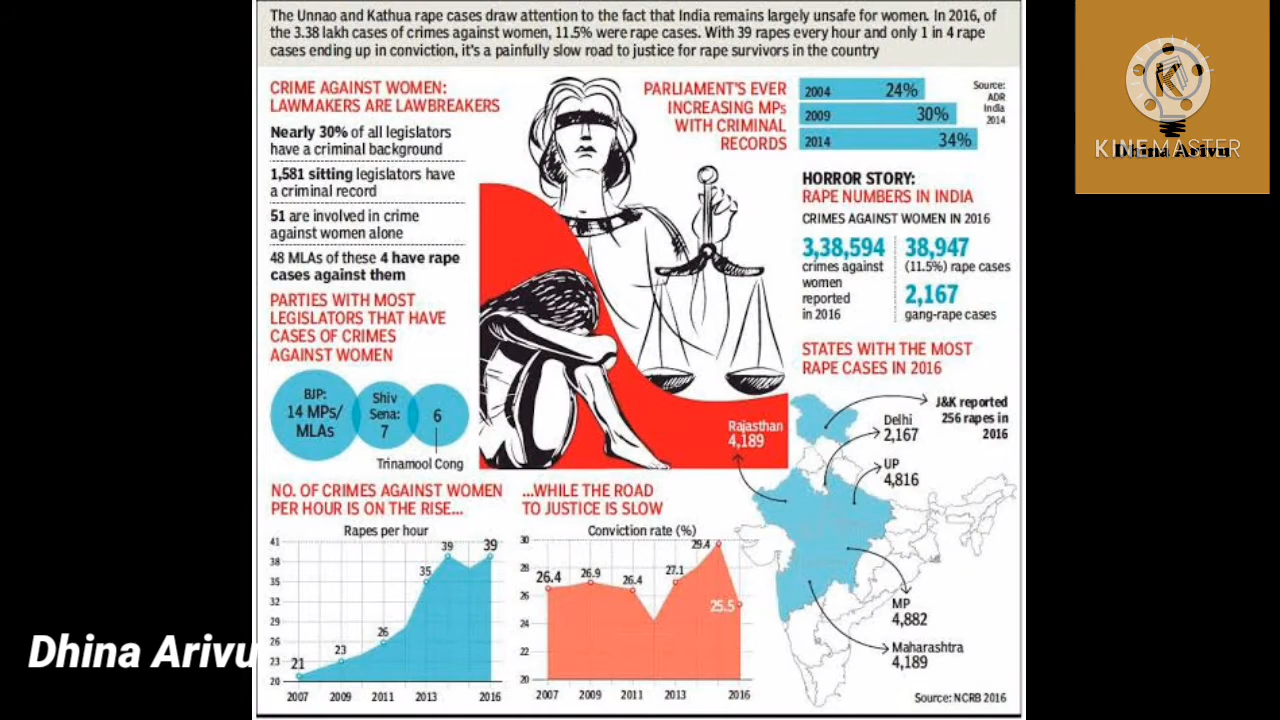 The Unnao and Kathua rape cases draw attention to the fact that India remains largely unsafe for women. In 2016, of
the 3.38 lakh cases of crimes against women, 11.5% were rape cases. With 39 rapes every hour and only 1 in 4 rape
cases ending up in conviction, it's a painfully slow road to justice for rape survivors in the country
CRIME AGAINST WOMEN:
LAWMAKERS ARE LAWBREAKERS
Nearly 30% of all legislators
have a criminal background
1,581 sitting legislators have
a criminal record
51 are involved in crime
against women alone
48 MLAs of these 4 have rape
cases against them
PARTIES WITH MOST
LEGISLATORS THAT HAVE
CASES OF CRIMES
AGAINST WOMEN
BJP:
14 MPs/
MLAs
Shiv
Sena:
7
6
Trinamool Cong
PARLIAMENT'S EVER
INCREASING MPs
WITH CRIMINAL
RECORDS
2004 24%
2009 30%
2014 34%
Source:
ADR
India
2014
HORROR STORY:
RAPE NUMBERS IN INDIA
CRIMES AGAINST WOMEN IN 2016
3,38,594
crimes against
women
reported
in 2016
38,947
(11.5%) rape cases
2,167
gang-rape cases
STATES WITH THE MOST
RAPE CASES IN 2016
J&K reported
256 rapes in
2016
Delhi
2,167
UP
4,816
Rajasthan
4,189
MP
4,882
Maharashtra
4,189
Source: NCRB 2016
NO. OF CRIMES AGAINST WOMEN
PER HOUR IS ON THE RISE...
Rapes per hour
41
38
35
32
29
26
23
20
21
23
26
35
39
39
2007 2009 2011 2013 2016
...WHILE THE ROAD
TO JUSTICE IS SLOW
Conviction rate (%)
30
28
26
24
22
20
26.4
26.9
26.4
27.1
29.4
25.5
2007 2009 2011 2013 2016
KINEMASTER
Dhina Arivu
Dhina Arivu